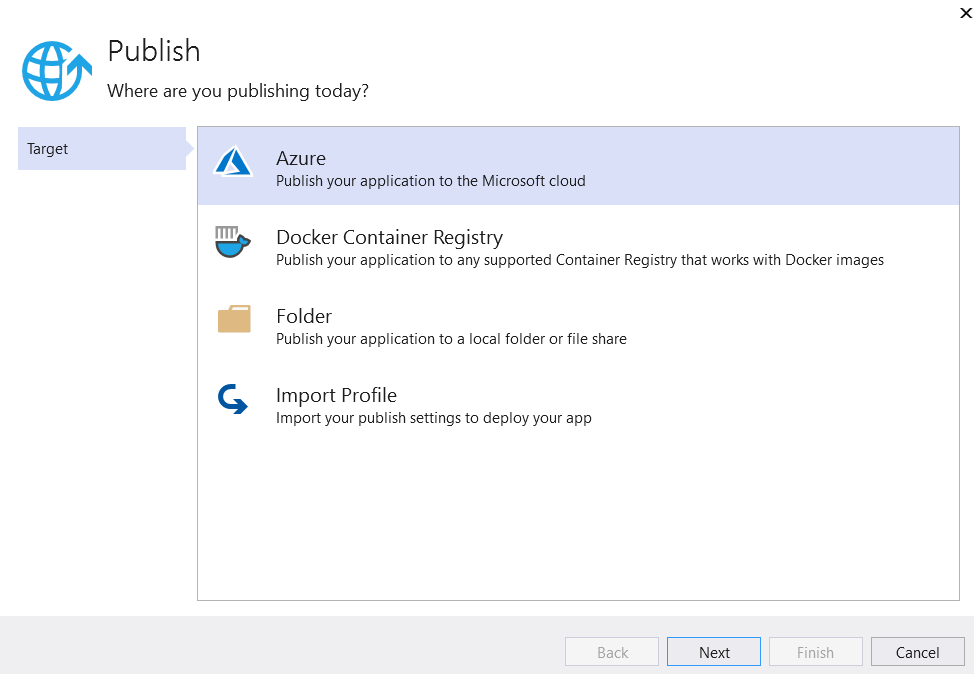 Publish
Where are you publishing today?
Target
Azure
Publish your application to the Microsoft cloud
Docker Container Registry
Publish your application to any supported Container Registry that works with Docker images
Folder
Publish your application to a local folder or file share
Import Profile
Import your publish settings to deploy your app
Back
Next
Finish
Cancel